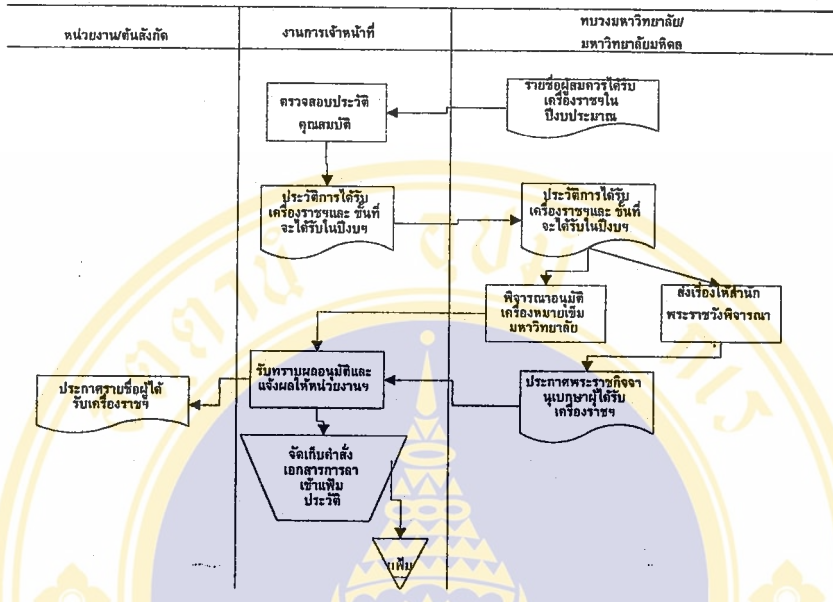 หน่วยงาน/ต้นสังกัด
งานการเจ้าหน้าที่
ทบวงมหาวิทยาลัย/
มหาวิทยาลัยมหิดล
ตรวจสอบประวัติ
คุณสมบัติ
รายชื่อผู้สมควรได้รับ
เครื่องราชฯใน
ปีงบประมาณ
ประวัติการได้รับ
เครื่องราชฯและ ชั้นที่
จะได้รับในปีงบฯ
ประวัติการได้รับ
เครื่องราชฯและ ชั้นที่
จะได้รับในปีงบฯ
พิจารณาอนุมัติ
เครื่องหมายเข็ม
มหาวิทยาลัย
ส่งเรื่องให้สำนัก
พระราชวังพิจารณา
รับทราบผลอนุมัติและ
แจ้งผลให้หน่วยงานฯ
ประกาศรายชื่อผู้ได้
รับเครื่องราชฯ
ประกาศพระราชกิจจา
นุเบกษาผู้ได้รับ
เครื่องราชฯ
จัดเก็บคำสั่ง
เอกสารการลา
เข้าแฟ้ม
ประวัติ
แฟ้ม